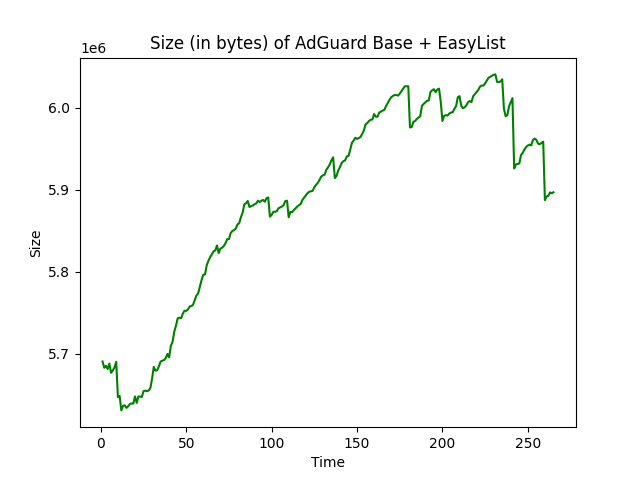 Size (in bytes) of AdGuard Base + EasyList
1e6
6.0
5.9
5.8
5.7
Size
0 50 100 150 200 250
Time